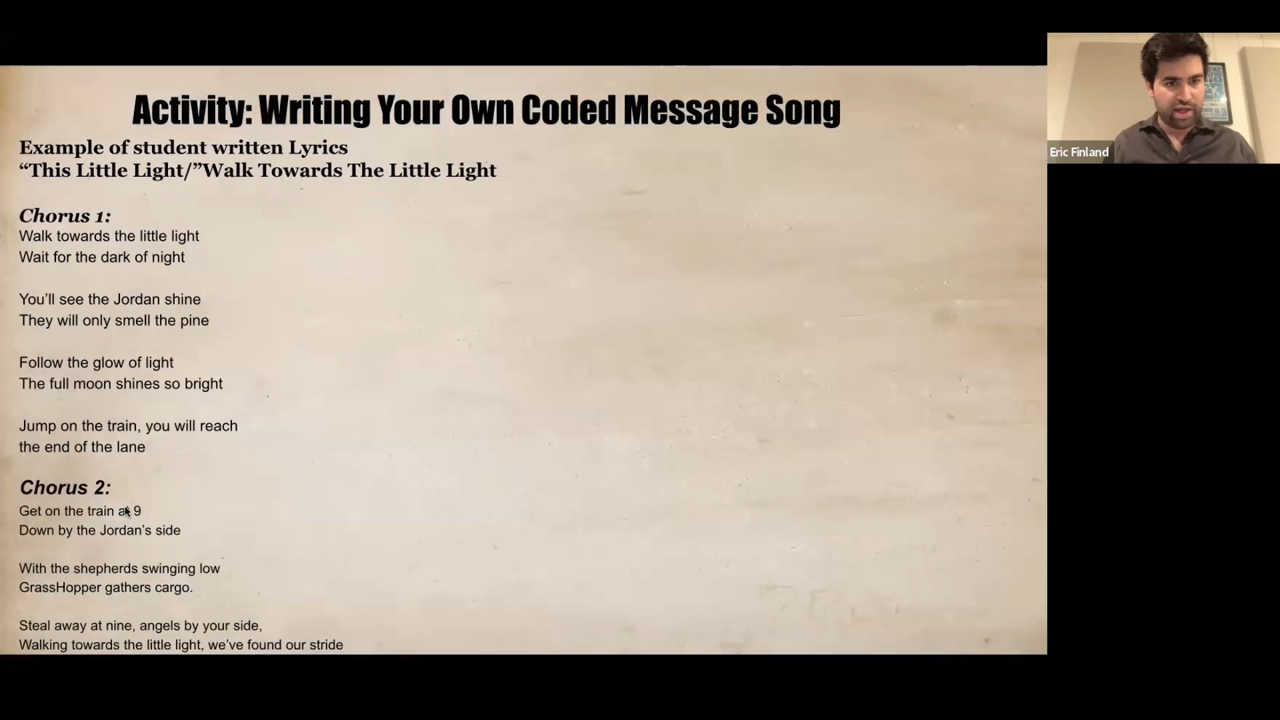 Activity: Writing Your Own Coded Message Song
Example of student written Lyrics
“This Little Light/”Walk Towards The Little Light
Chorus 1:
Walk towards the little light
Wait for the dark of night
You’ll see the Jordan shine
They will only smell the pine
Follow the glow of light
The full moon shines so bright
Jump on the train, you will reach
the end of the lane
Chorus 2:
Get on the train at 9
Down by the Jordan’s side
With the shepherds swinging low
GrassHopper gathers cargo.
Steal away at nine, angels by your side,
Walking towards the little light, we’ve found our stride
Eric Finland